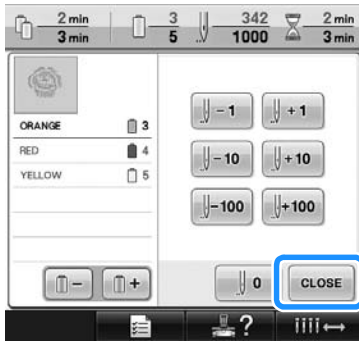 2 min
3 min
3
5
342
1000
2 min
3 min
ORANGE 3
RED 4
YELLOW 5
-1 +1
-10 +10
-100 +100
- + 0 CLOSE
?